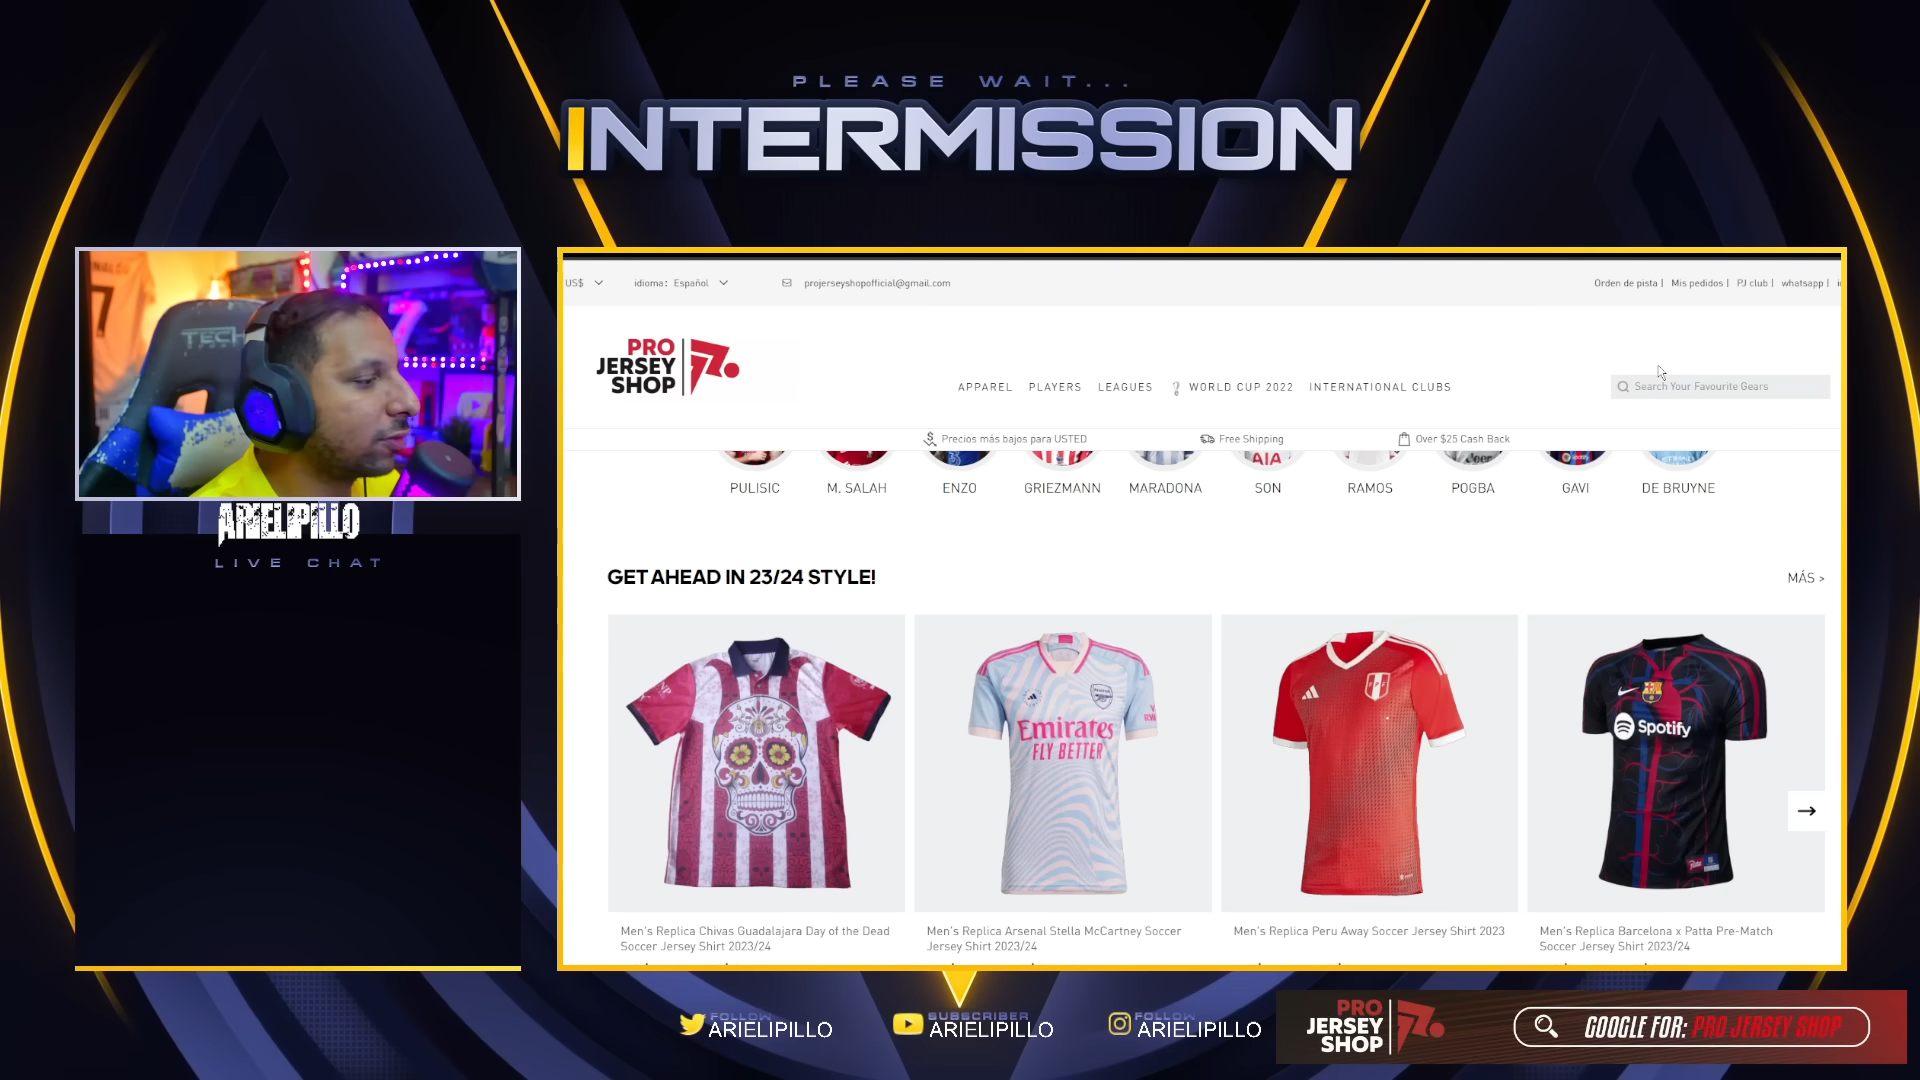 PLEASE WAIT...
INTERMISSION
TECH
ARIELIPILLO
LIVE CHAT
US$
idioma: Español
projerseyshopofficial@gmail.com
Orden de pista | Mis pedidos | PJ club | whatsapp |
PRO
JERSEY
SHOP
APPAREL PLAYERS LEAGUES WORLD CUP 2022 INTERNATIONAL CLUBS
Search Your Favourite Gears
Precios más bajos para USTED
Free Shipping
Over $25 Cash Back
AIA
PULISIC M. SALAH ENZO GRIEZMANN MARADONA SON RAMOS POGBA GAVI DE BRUYNE
GET AHEAD IN 23/24 STYLE!
MÁS >
Emirates
FLY BETTER
Spotify
Men's Replica Chivas Guadalajara Day of the Dead
Soccer Jersey Shirt 2023/24
Men's Replica Arsenal Stella McCartney Soccer
Jersey Shirt 2023/24
Men's Replica Peru Away Soccer Jersey Shirt 2023
Men's Replica Barcelona x Patta Pre-Match
Soccer Jersey Shirt 2023/24
FOLLOW
ARIELIPILLO
SUBSCRIBER
ARIELIPILLO
FOLLOW
ARIELIPILLO
PRO
JERSEY
SHOP
GOOGLE FOR: PRO JERSEY SHOP